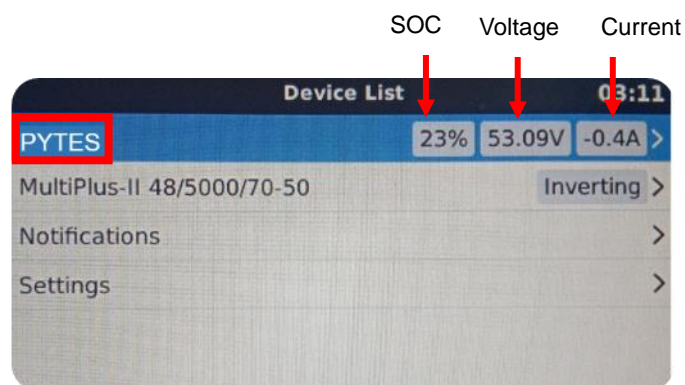 SOC Voltage Current
Device List 03:11
PYTES 23% 53.09V -0.4A >
MultiPlus-II 48/5000/70-50 Inverting >
Notifications >
Settings >